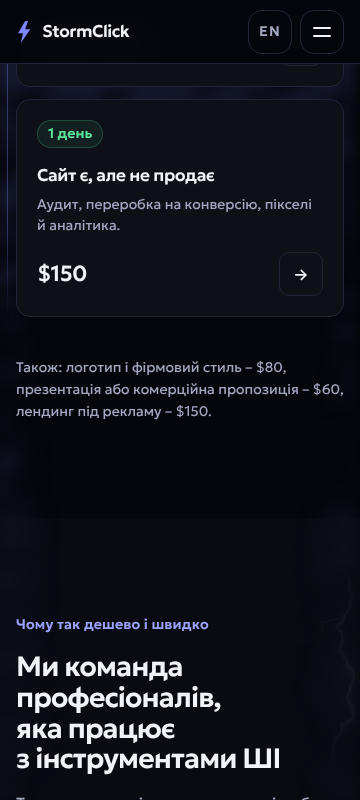 StormClick
EN
1 день
Сайт є, але не продає
Аудит, переробка на конверсію, пікселі
й аналітика.
$150
Також: логотип і фірмовий стиль – $80,
презентація або комерційна пропозиція – $60,
лендинг під рекламу – $150.
Чому так дешево і швидко
Ми команда
професіоналів,
яка працює
з інструментами ШІ